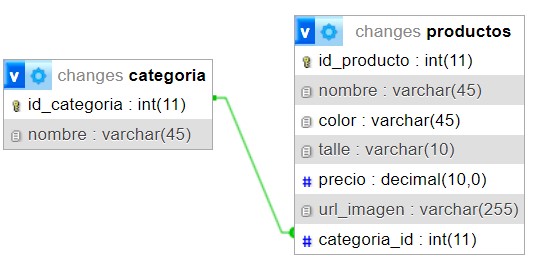 v changes categoria
id_categoria : int(11)
nombre : varchar(45)
v changes productos
id_producto : int(11)
nombre : varchar(45)
color : varchar(45)
talle : varchar(10)
# precio : decimal(10,0)
url_imagen : varchar(255)
# categoria_id : int(11)